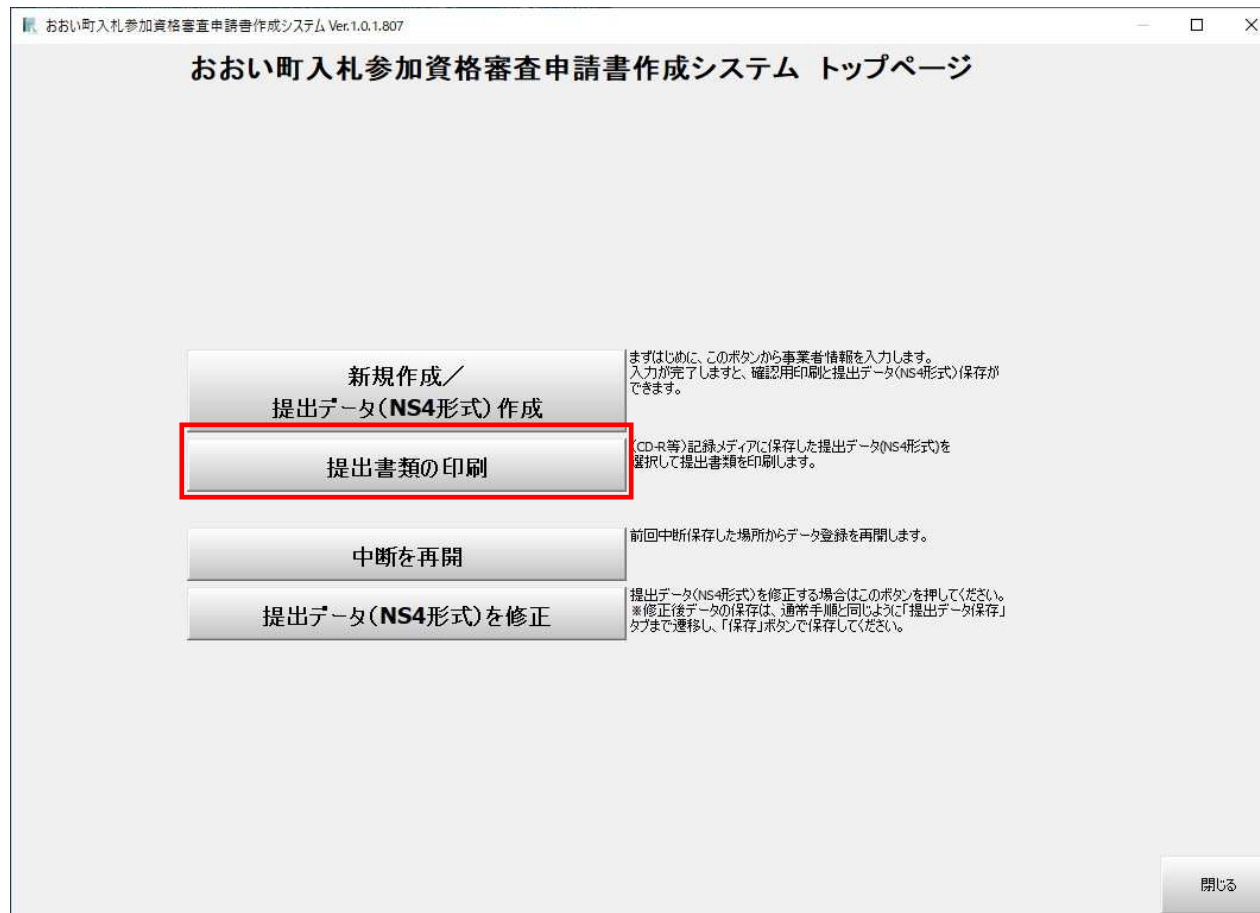 おおい町入札参加資格審査申請書作成システム Ver.1.0.1.807
おおい町入札参加資格審査申請書作成システム トップページ
新規作成／
提出データ(NS4形式)作成
まずはじめに、このボタンから事業者情報を入力します。
入力が完了しますと、確認用印刷と提出データ(NS4形式)保存が
できます。
提出書類の印刷
(CD-R等)記録メディアに保存した提出データ(NS4形式)を
選択して提出書類を印刷します。
中断を再開
前回中断保存した場所からデータ登録を再開します。
提出データ(NS4形式)を修正
提出データ(NS4形式)を修正する場合はこのボタンを押してください。
※修正後データの保存は、通常手順と同じように「提出データ保存」
タブまで遷移し、「保存」ボタンで保存してください。
閉じる